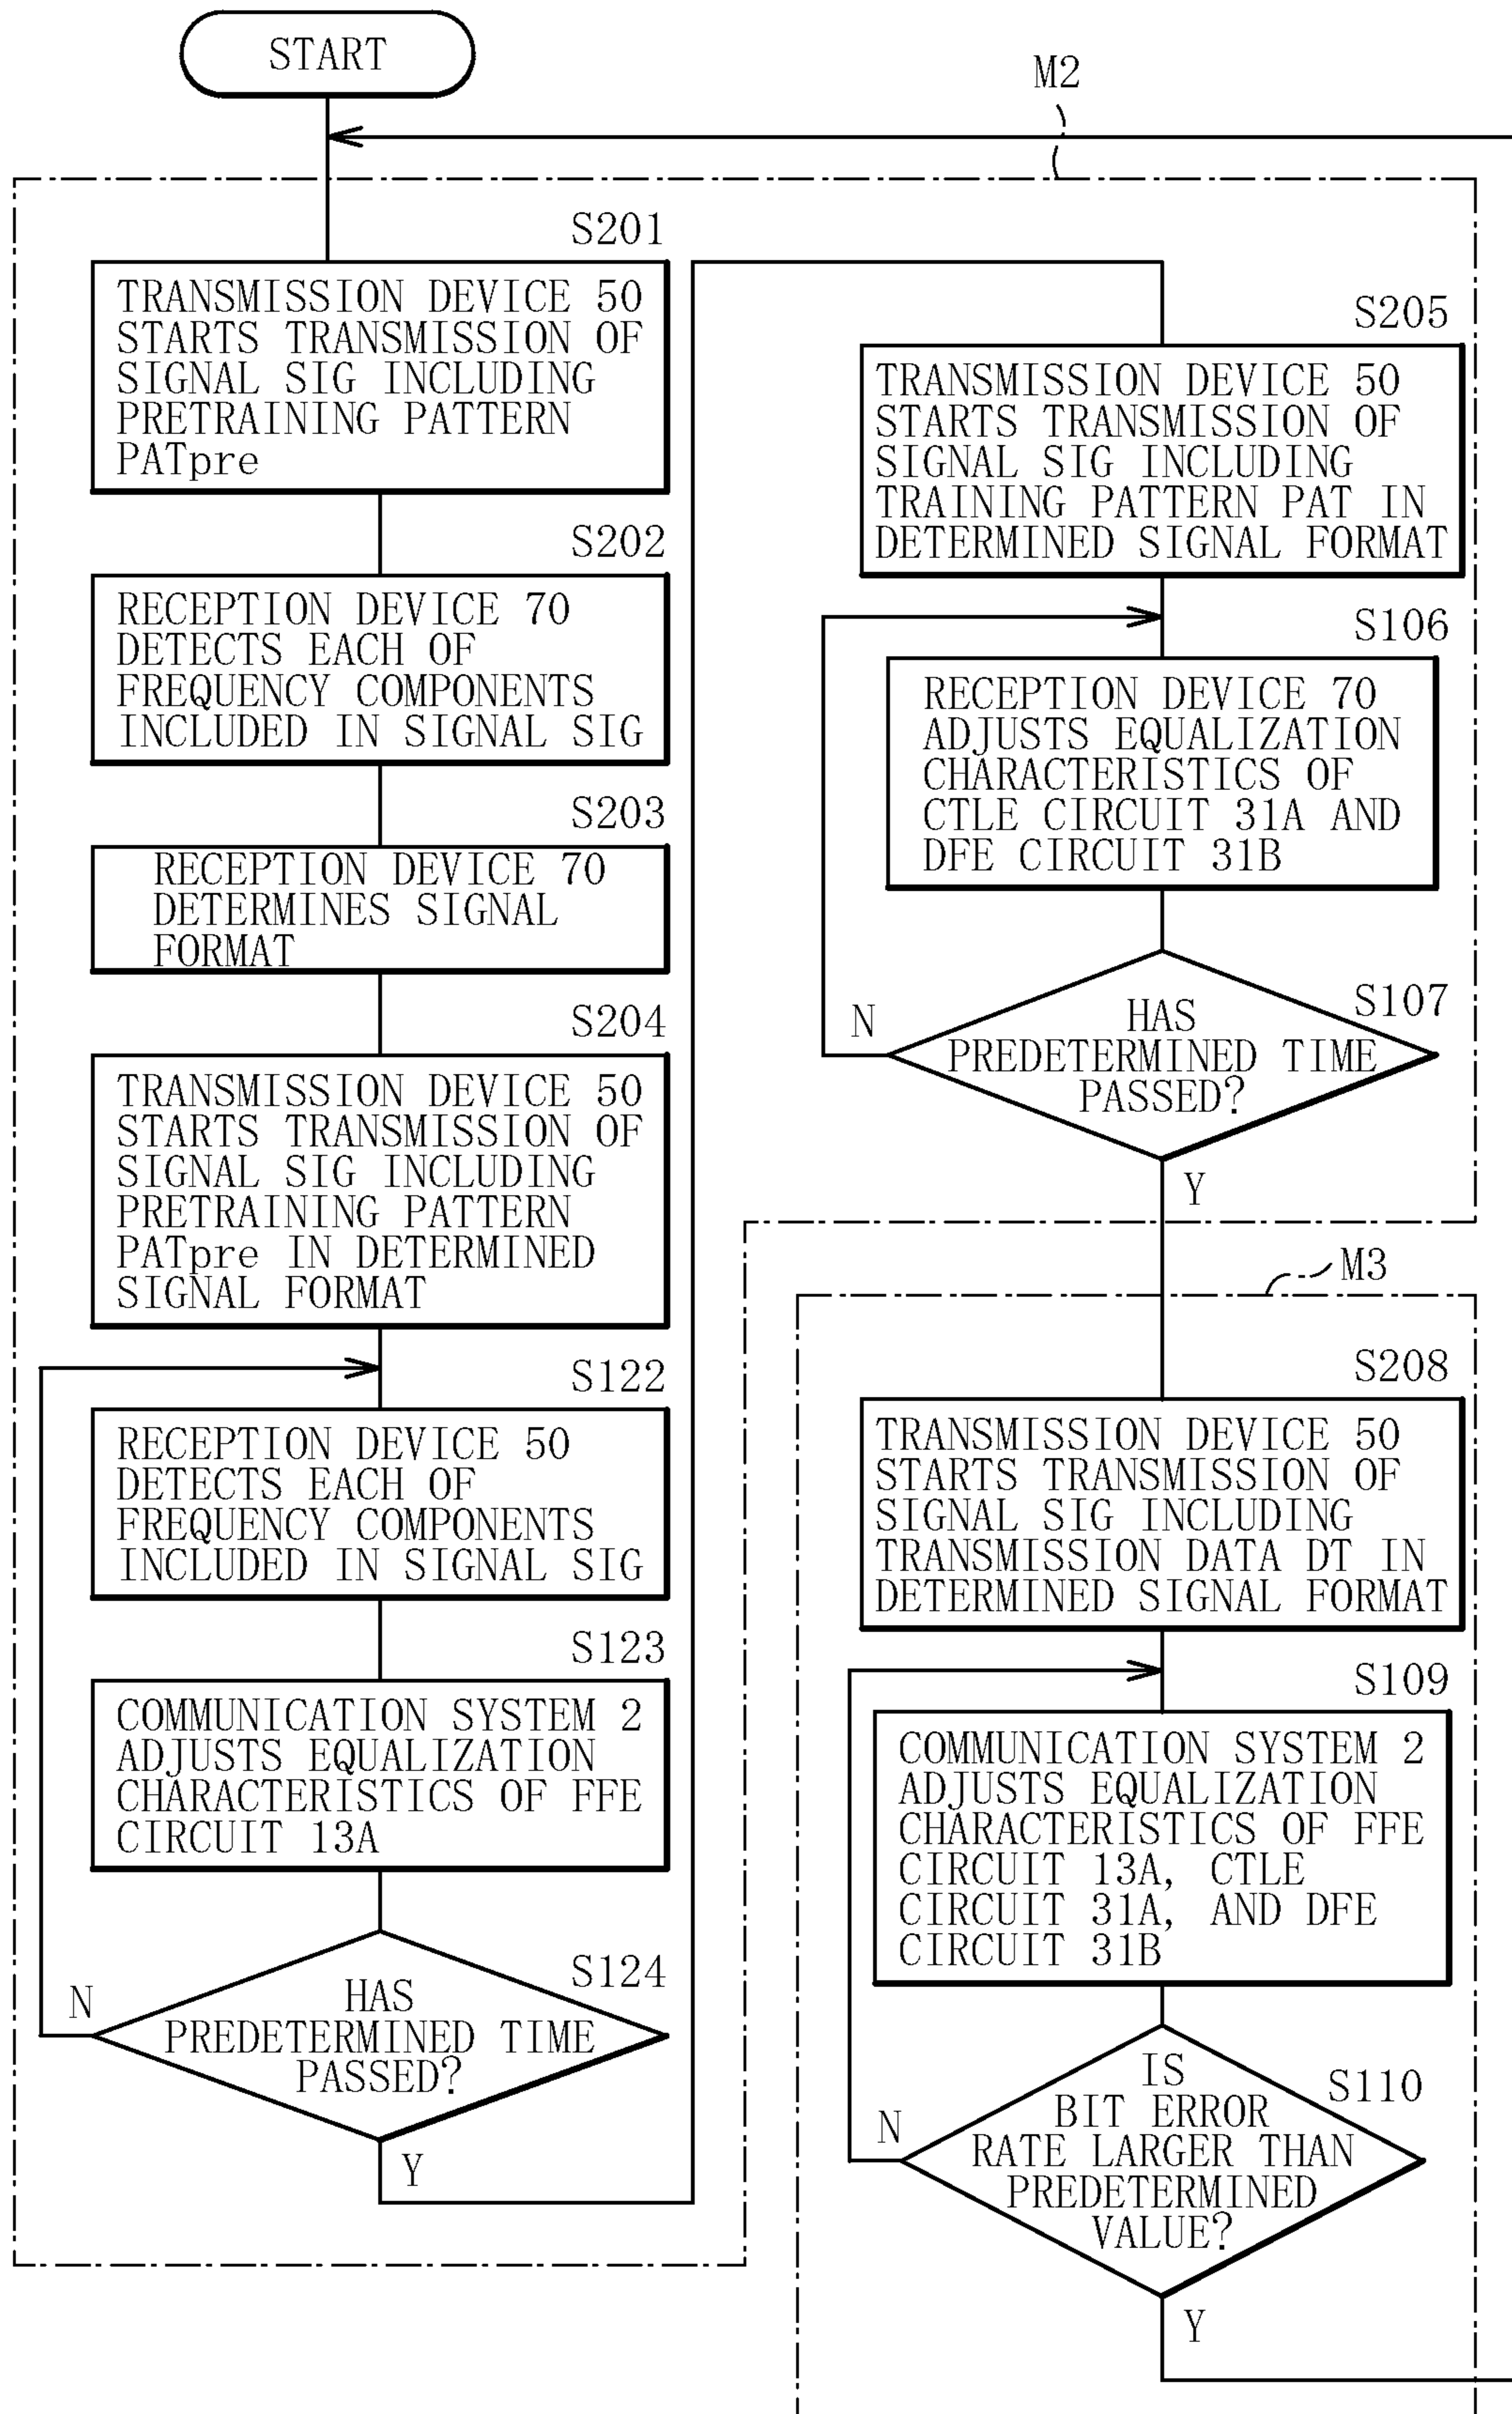 START
M2
S201
TRANSMISSION DEVICE 50
STARTS TRANSMISSION OF
SIGNAL SIG INCLUDING
PRETRAINING PATTERN
PATpre
S202
RECEPTION DEVICE 70
DETECTS EACH OF
FREQUENCY COMPONENTS
INCLUDED IN SIGNAL SIG
S203
RECEPTION DEVICE 70
DETERMINES SIGNAL
FORMAT
S204
TRANSMISSION DEVICE 50
STARTS TRANSMISSION OF
SIGNAL SIG INCLUDING
PRETRAINING PATTERN
PATpre IN DETERMINED
SIGNAL FORMAT
S122
RECEPTION DEVICE 50
DETECTS EACH OF
FREQUENCY COMPONENTS
INCLUDED IN SIGNAL SIG
S123
COMMUNICATION SYSTEM 2
ADJUSTS EQUALIZATION
CHARACTERISTICS OF FFE
CIRCUIT 13A
S124
N
HAS
PREDETERMINED TIME
PASSED?
Y
S205
TRANSMISSION DEVICE 50
STARTS TRANSMISSION OF
SIGNAL SIG INCLUDING
TRAINING PATTERN PAT IN
DETERMINED SIGNAL FORMAT
S106
RECEPTION DEVICE 70
ADJUSTS EQUALIZATION
CHARACTERISTICS OF
CTLE CIRCUIT 31A AND
DFE CIRCUIT 31B
S107
N
HAS
PREDETERMINED TIME
PASSED?
Y
M3
S208
TRANSMISSION DEVICE 50
STARTS TRANSMISSION OF
SIGNAL SIG INCLUDING
TRANSMISSION DATA DT IN
DETERMINED SIGNAL FORMAT
S109
COMMUNICATION SYSTEM 2
ADJUSTS EQUALIZATION
CHARACTERISTICS OF FFE
CIRCUIT 13A, CTLE
CIRCUIT 31A, AND DFE
CIRCUIT 31B
S110
N
IS
BIT ERROR
RATE LARGER THAN
PREDETERMINED
VALUE?
Y